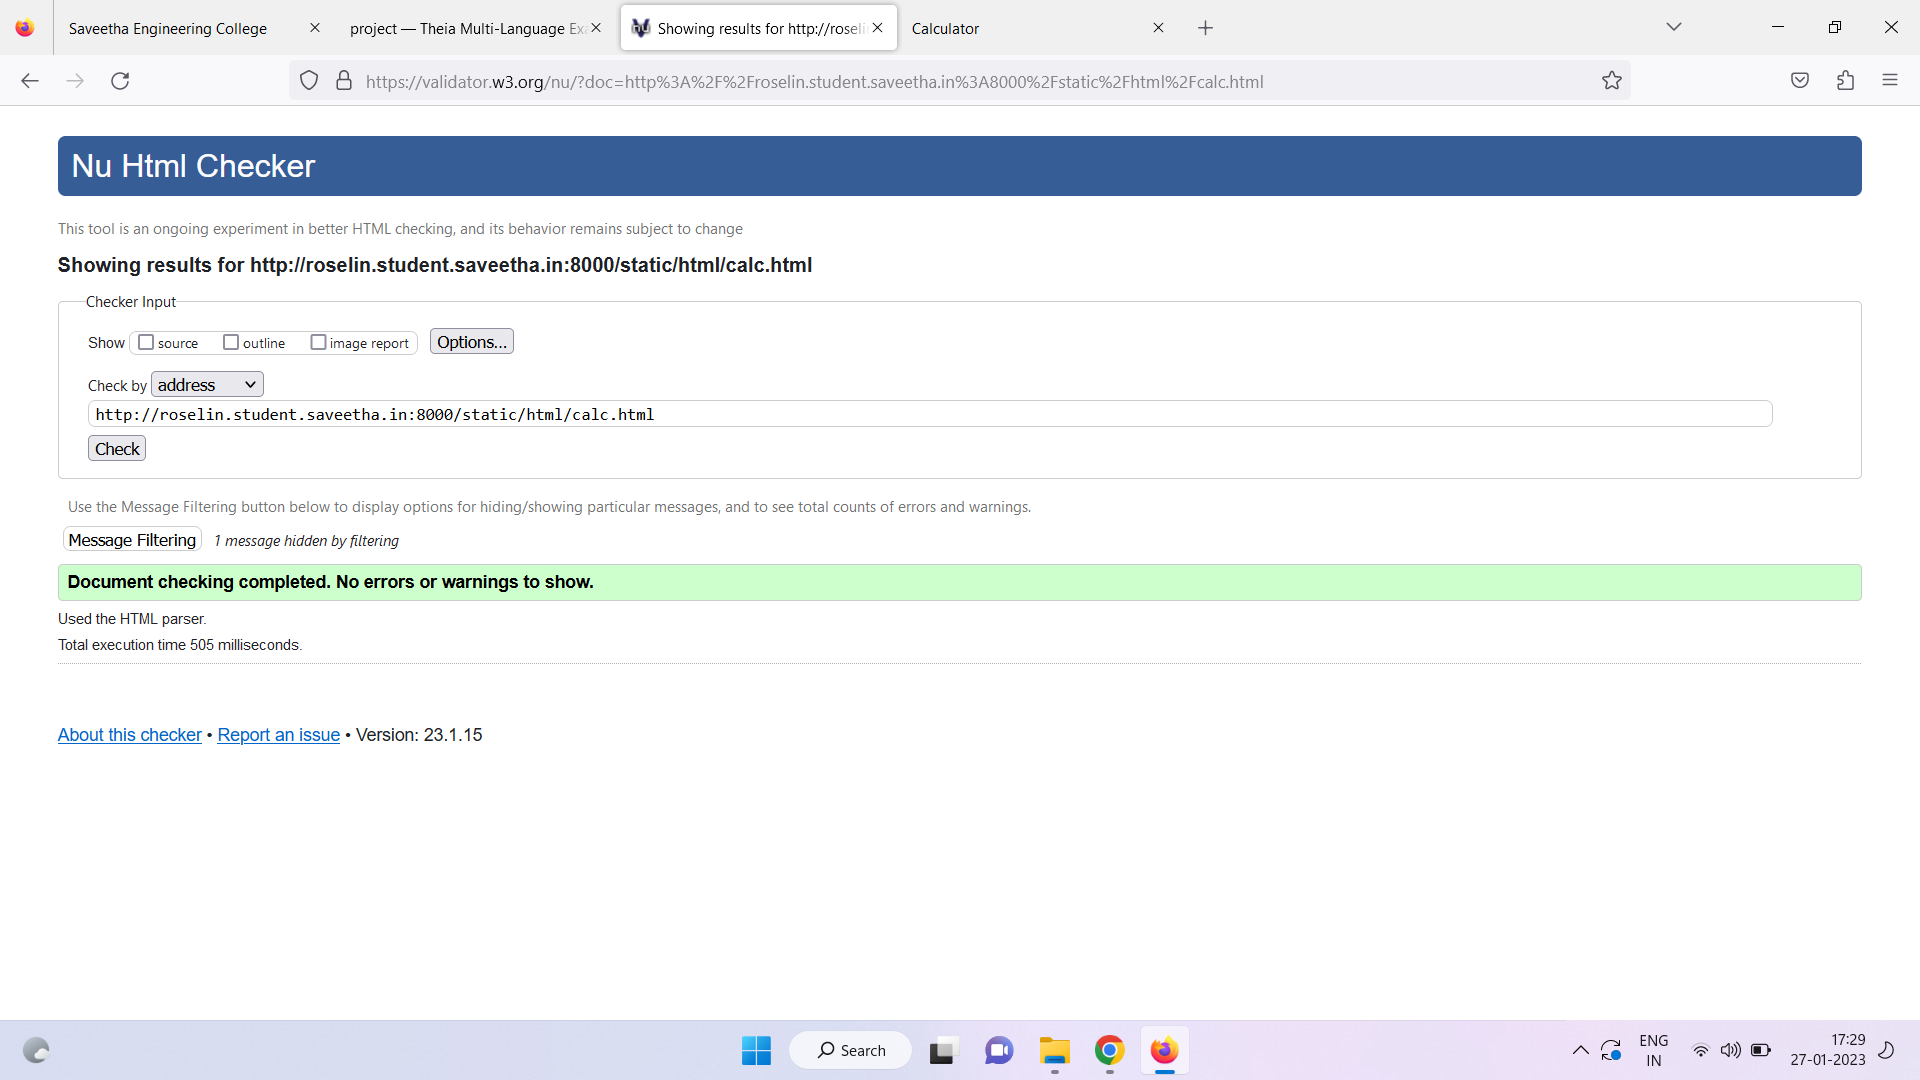 Saveetha Engineering College
project — Theia Multi-Language Ex
Showing results for http://roseli
Calculator
https://validator.w3.org/nu/?doc=http%3A%2F%2Froselin.student.saveetha.in%3A8000%2Fstatic%2Fhtml%2Fcalc.html
Nu Html Checker
This tool is an ongoing experiment in better HTML checking, and its behavior remains subject to change
Showing results for http://roselin.student.saveetha.in:8000/static/html/calc.html
Checker Input
Show source outline image report Options...
Check by address
http://roselin.student.saveetha.in:8000/static/html/calc.html
Check
Use the Message Filtering button below to display options for hiding/showing particular messages, and to see total counts of errors and warnings.
Message Filtering 1 message hidden by filtering
Document checking completed. No errors or warnings to show.
Used the HTML parser.
Total execution time 505 milliseconds.
About this checker • Report an issue • Version: 23.1.15
Search
ENG
IN
17:29
27-01-2023